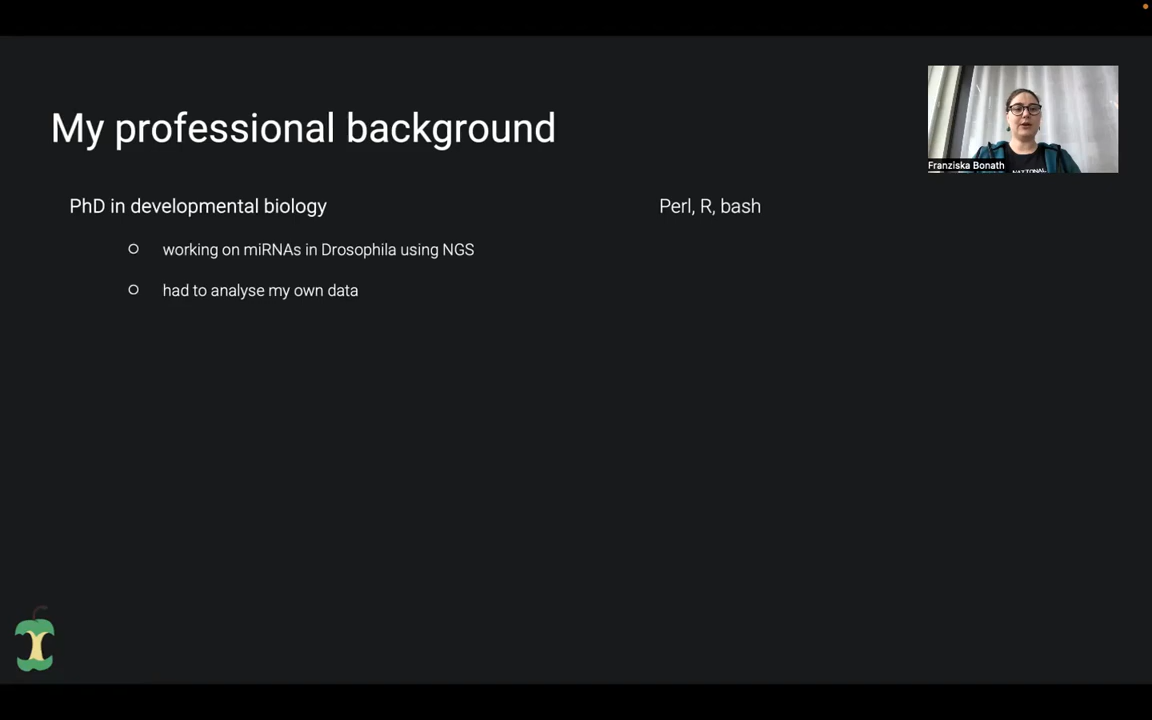 My professional background
Franziska Bonath
PhD in developmental biology
Perl, R, bash
working on miRNAs in Drosophila using NGS
had to analyse my own data